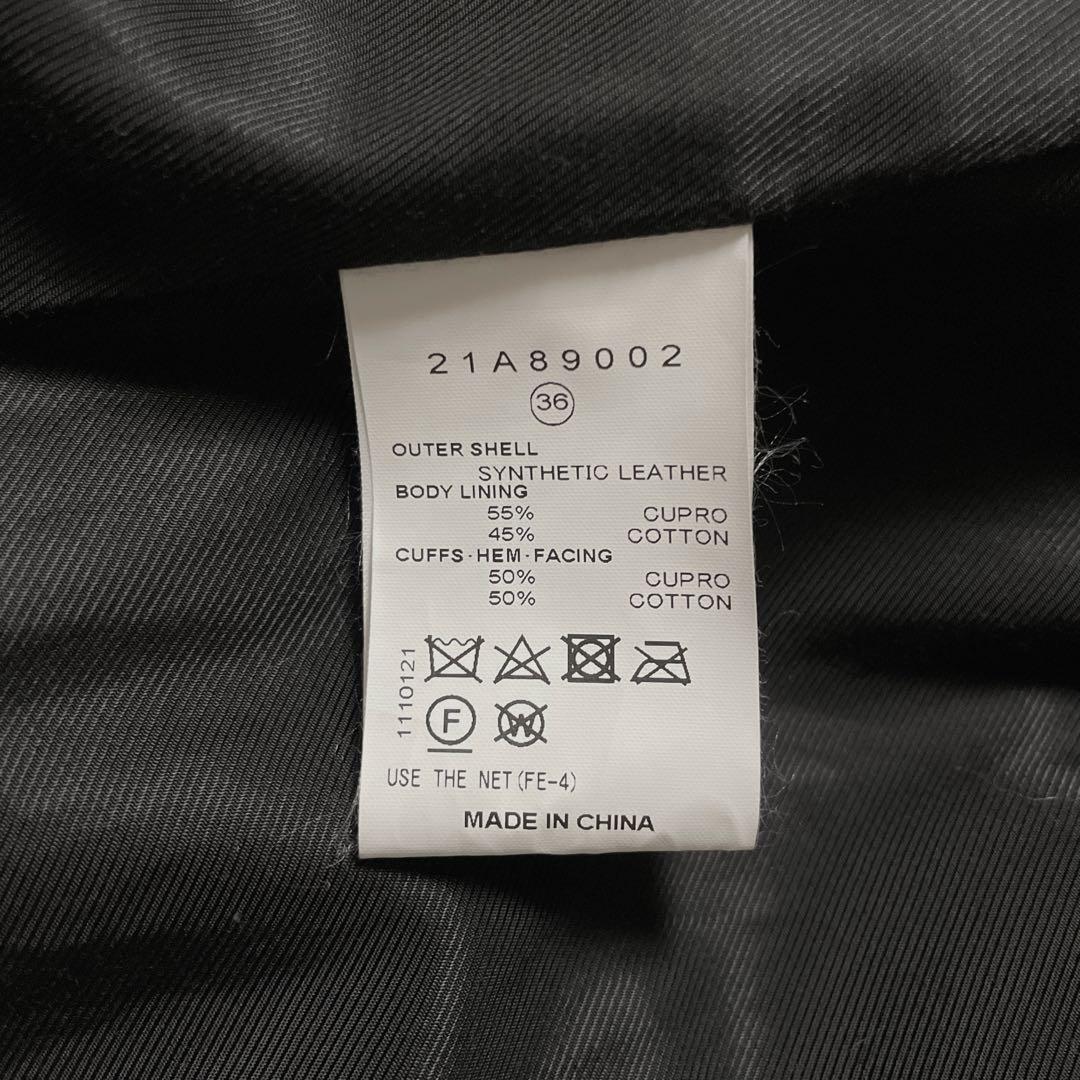 21A89002
36
OUTER SHELL
SYNTHETIC LEATHER
BODY LINING
55% CUPRO
45% COTTON
CUFFS·HEM·FACING
50% CUPRO
50% COTTON
1110121
F W
USE THE NET(FE-4)
MADE IN CHINA